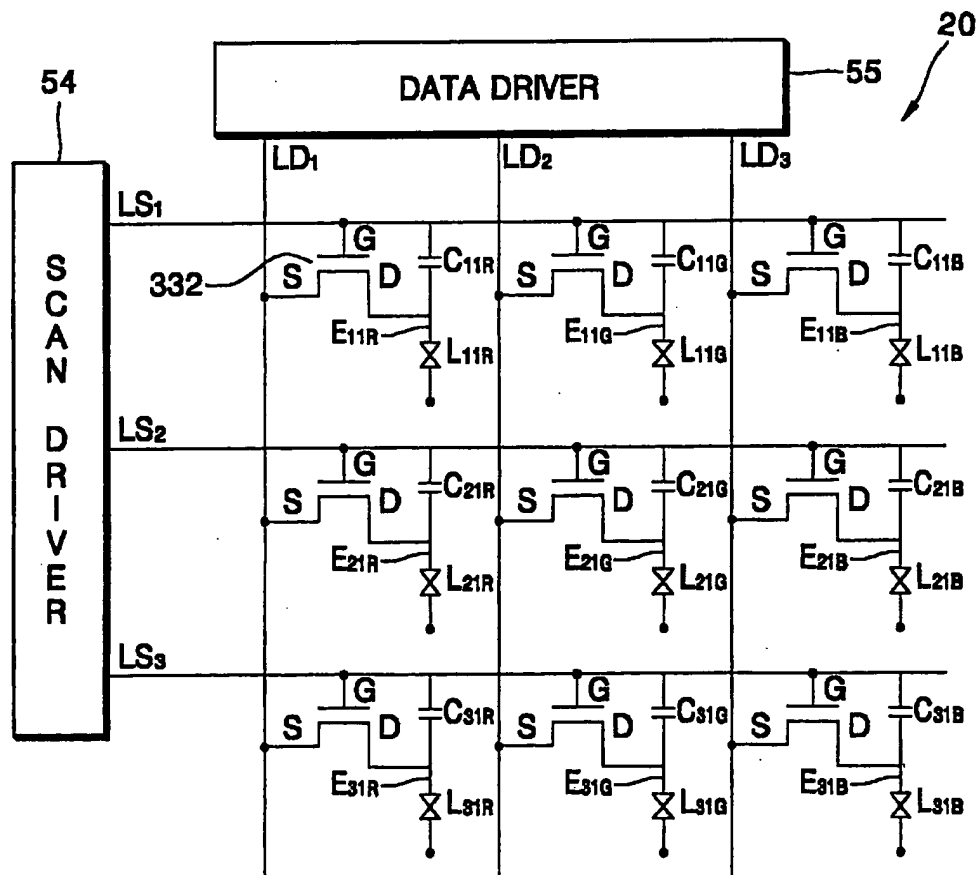 20
54
DATA DRIVER
55
LD1 LD2 LD3
SCAN DRIVER
LS1
G G G
332 S D C11R S D C11G S D C11B
E11R E11G E11B
L11R L11G L11B
LS2
G G G
S D C21R S D C21G S D C21B
E21R E21G E21B
L21R L21G L21B
LS3
G G G
S D C31R S D C31G S D C31B
E31R E31G E31B
L31R L31G L31B